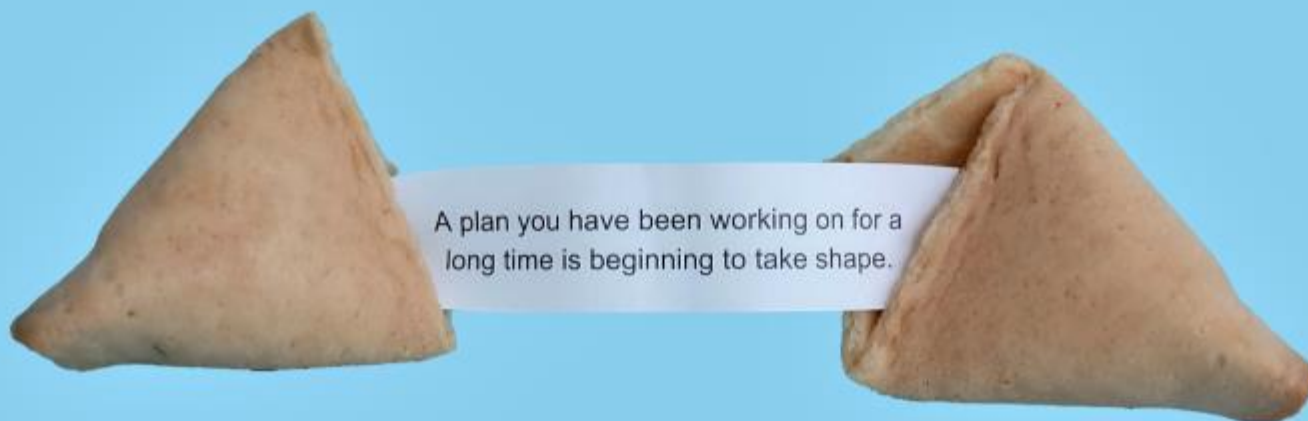 A plan you have been working on for a
long time is beginning to take shape.